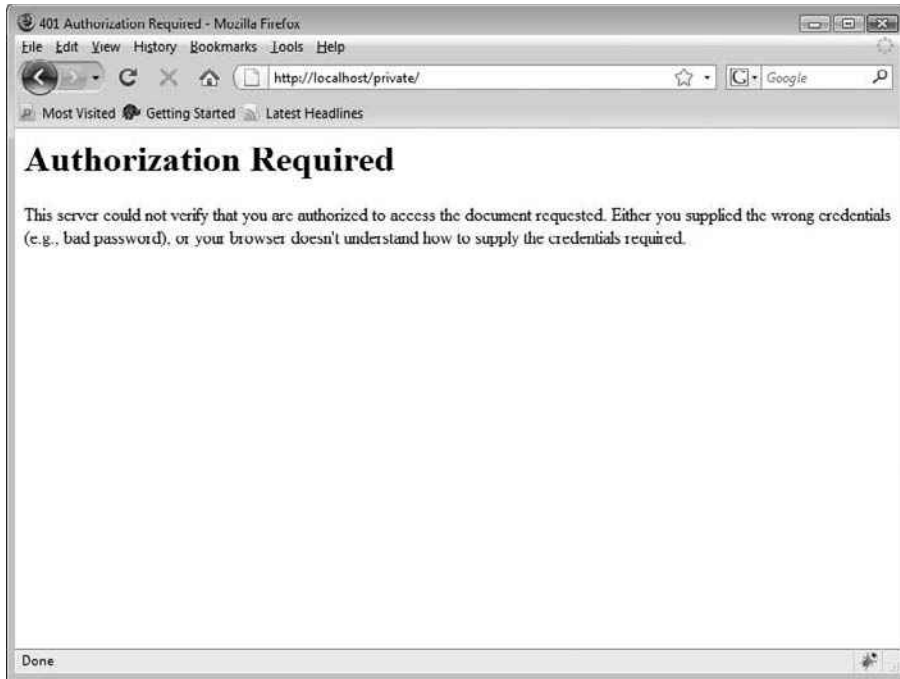 401 Authorization Required - Mozilla Firefox
File Edit View History Bookmarks Tools Help
http://localhost/private/
G Google
Most Visited Getting Started Latest Headlines
Authorization Required
This server could not verify that you are authorized to access the document requested. Either you supplied the wrong credentials
(e.g., bad password), or your browser doesn't understand how to supply the credentials required.
Done